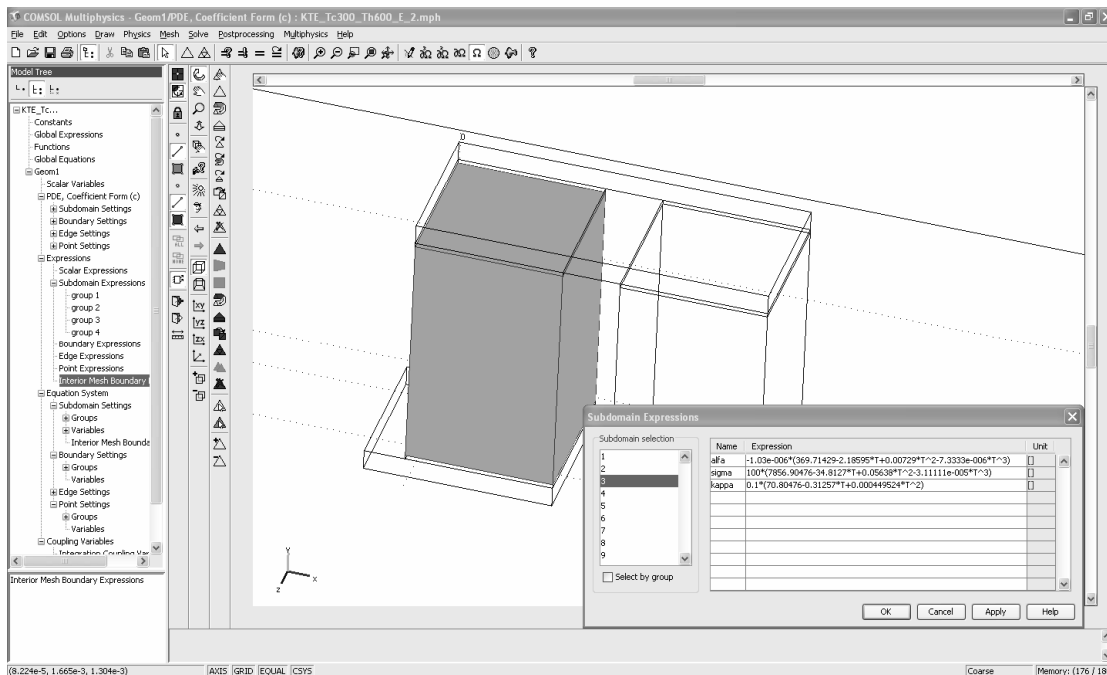 COMSOL Multiphysics - Geom1/PDE, Coefficient Form (c) : KTE_Tc300_Th600_E_2.mph
File Edit Options Draw Physics Mesh Solve Postprocessing Multiphysics Help
Model Tree
KTE_Tc...
Constants
Global Expressions
Functions
Global Equations
Geom1
Scalar Variables
PDE, Coefficient Form (c)
Subdomain Settings
Boundary Settings
Edge Settings
Point Settings
Expressions
Scalar Expressions
Subdomain Expressions
group 1
group 2
group 3
group 4
Boundary Expressions
Edge Expressions
Point Expressions
Interior Mesh Boundary
Equation System
Subdomain Settings
Groups
Variables
Interior Mesh Bounda
Boundary Settings
Groups
Variables
Edge Settings
Point Settings
Groups
Variables
Coupling Variables
Integration Coupling Var
Interior Mesh Boundary Expressions
0
y
x
z
Subdomain Expressions
Subdomain selection
1
2
3
4
5
6
7
8
9
Select by group
Name Expression Unit
alfa -1.03e-006*(369.71429-2.18595*T+0.00729*T^2-7.3333e-006*T^3) []
sigma 100*(7856.90476-34.8127*T+0.05638*T^2-3.11111e-005*T^3) []
kappa 0.1*(70.80476-0.31257*T+0.000449524*T^2) []
OK Cancel Apply Help
(8.224e-5, 1.665e-3, 1.304e-3) AXIS GRID EQUAL CSYS Coarse Memory: (176 / 18